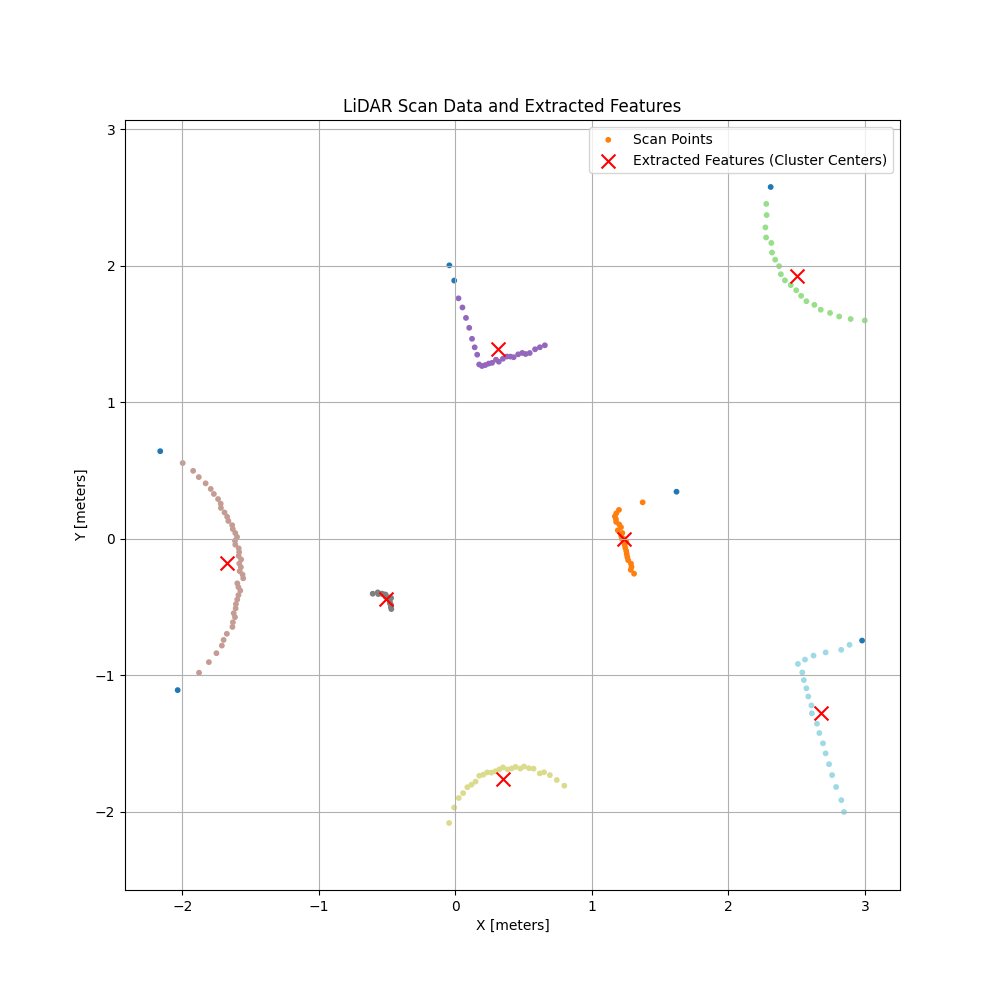 LiDAR Scan Data and Extracted Features
Scan Points
Extracted Features (Cluster Centers)
3
2
1
0
−1
−2
Y [meters]
−2
−1
0
1
2
3
X [meters]